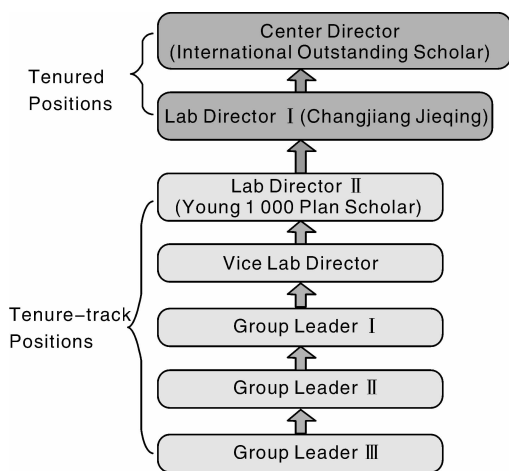 Center Director
(International Outstanding Scholar)
Tenured
Positions
Lab Director Ⅰ (Changjiang Jieqing)
Lab Director Ⅱ
(Young 1 000 Plan Scholar)
Vice Lab Director
Tenure-track
Positions
Group Leader Ⅰ
Group Leader Ⅱ
Group Leader Ⅲ